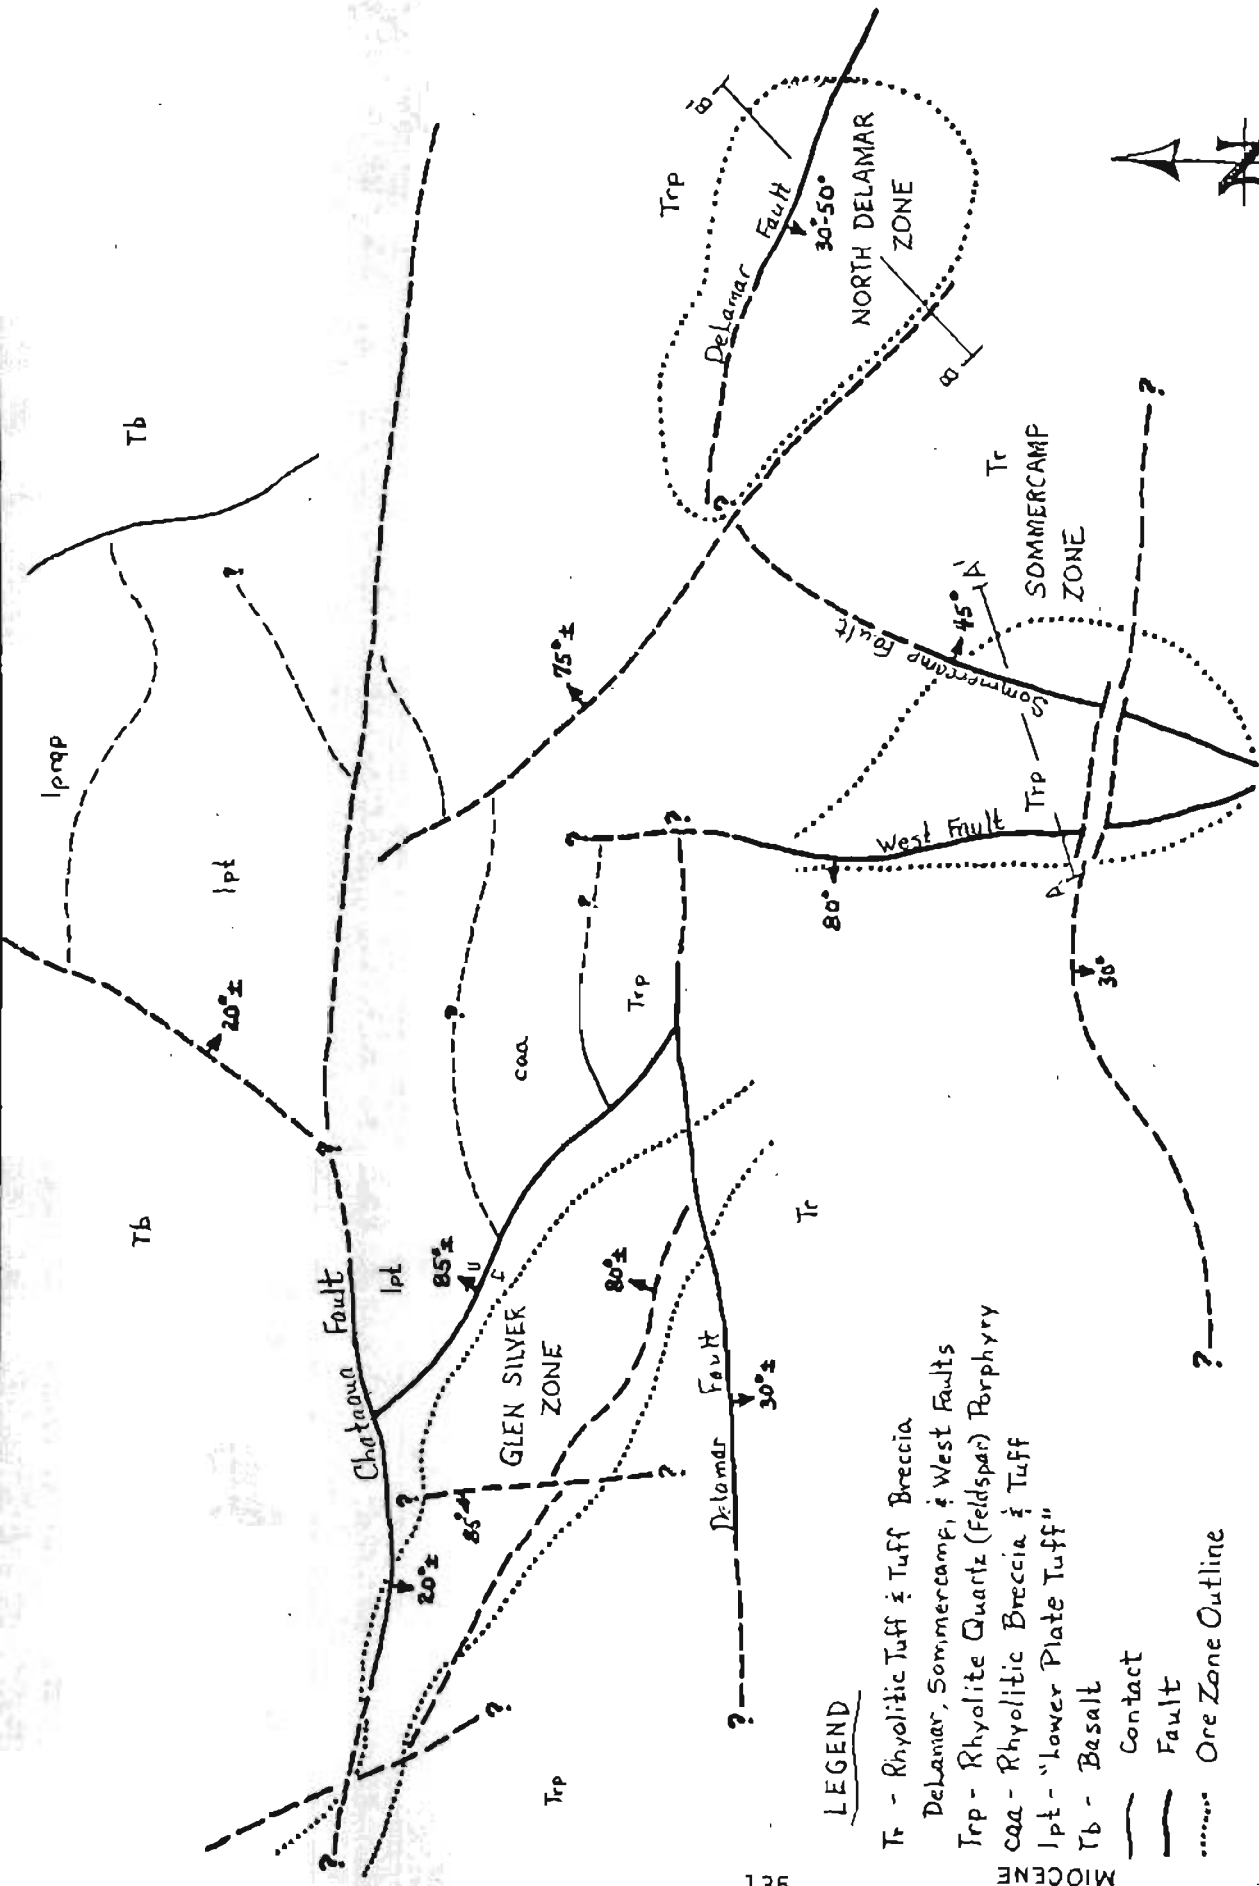 Tb
Tb
lprqp
lpt
20°±
?
?
Chataqua Fault
lpt
20°±
?
85°±
U
75°±
caa
?
?
?
?
Trp
GLEN SILVER
ZONE
85°
?
?
80°±
Delamar Fault
30°±
?
Trp
Tr
Trp
B'
DeLamar Fault
30-50°
NORTH DELAMAR
ZONE
B
?
Sommercamp Fault
45°
A'
Tr
SOMMERCAMP
ZONE
West Fault
80°
Trp
A
?
30°
?
N
LEGEND
MIOCENE
Tr - Rhyolitic Tuff & Tuff Breccia
DeLamar, Sommercamp, & West Faults
Trp - Rhyolite Quartz (Feldspar) Porphyry
caa - Rhyolitic Breccia & Tuff
lpt - "Lower Plate Tuff"
Tb - Basalt
Contact
Fault
Ore Zone Outline